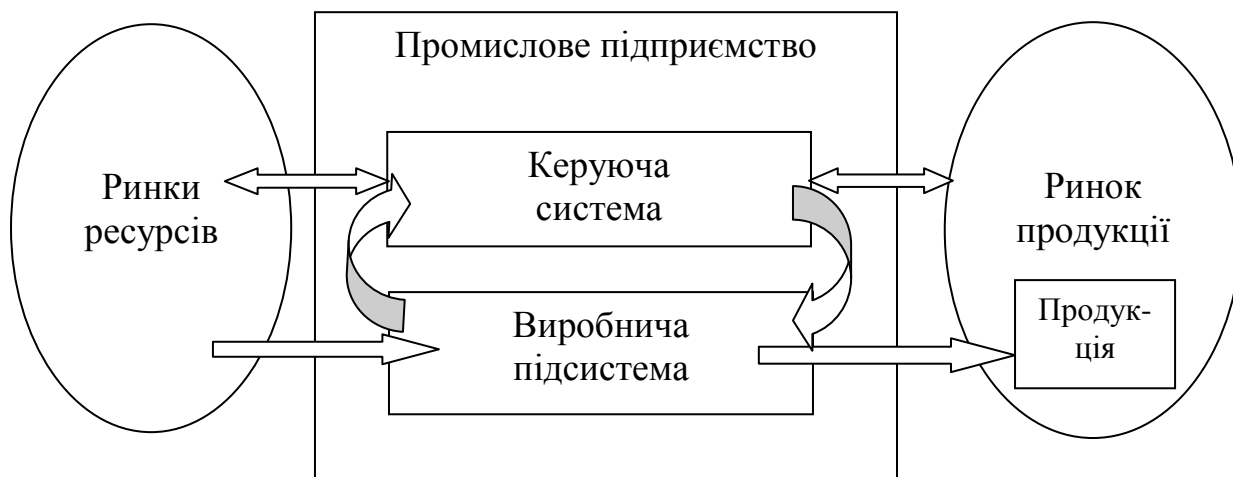 Промислове підприємство
Ринки
ресурсів
Керуюча
система
Виробнича
підсистема
Ринок
продукції
Продук-
ція